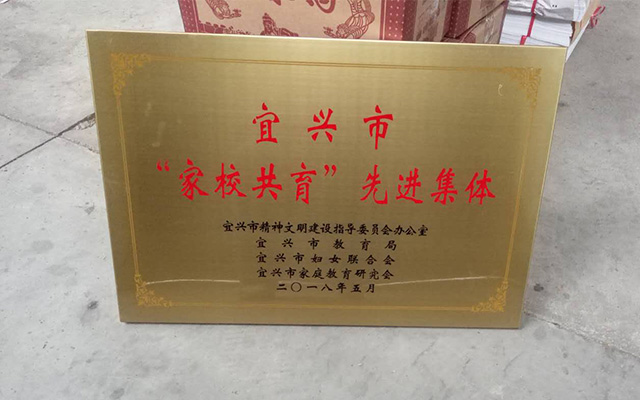 宜兴市
“家校共育”先进集体
宜兴市精神文明建设指导委员会办公室
宜兴市教育局
宜兴市妇女联合会
宜兴市家庭教育研究会
二〇一八年五月